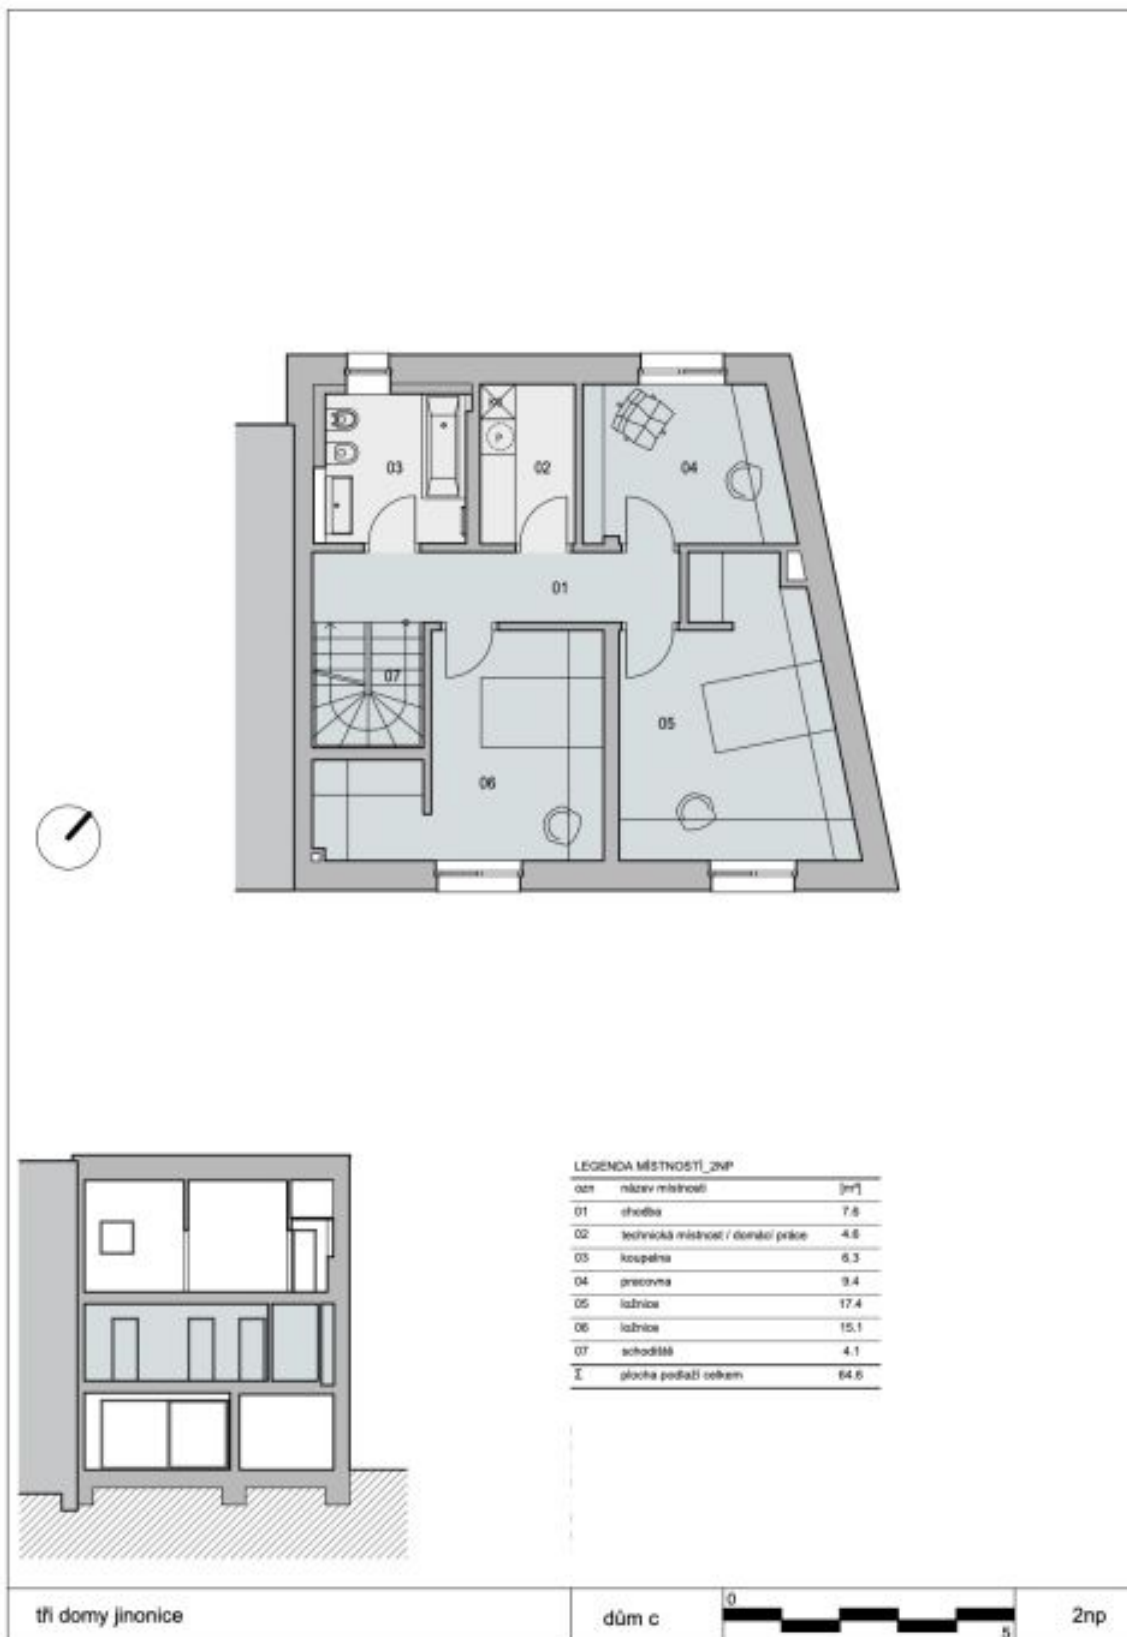 03
02
04
01
07
05
06
LEGENDA MÍSTNOSTÍ_2NP
ozn název místnosti [m²]
01 chodba 7.6
02 technická místnost / domácí práce 4.6
03 koupelna 6.3
04 pracovna 9.4
05 ložnice 17.4
06 ložnice 15.1
07 schodiště 4.1
Σ plocha podlaží celkem 64.6
tři domy jinonice
dům c
0
5
2np